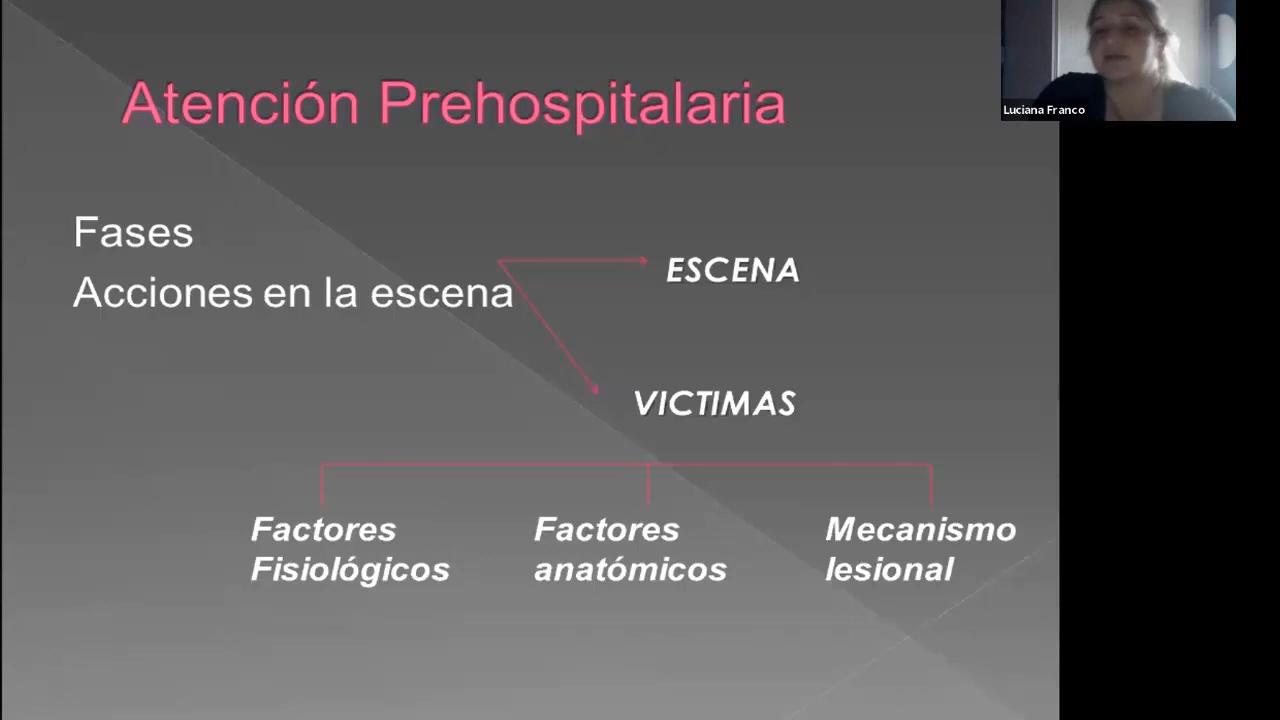 Atención Prehospitalaria
Luciana Franco
Fases
Acciones en la escena
ESCENA
VICTIMAS
Factores
Fisiológicos
Factores
anatómicos
Mecanismo
lesional